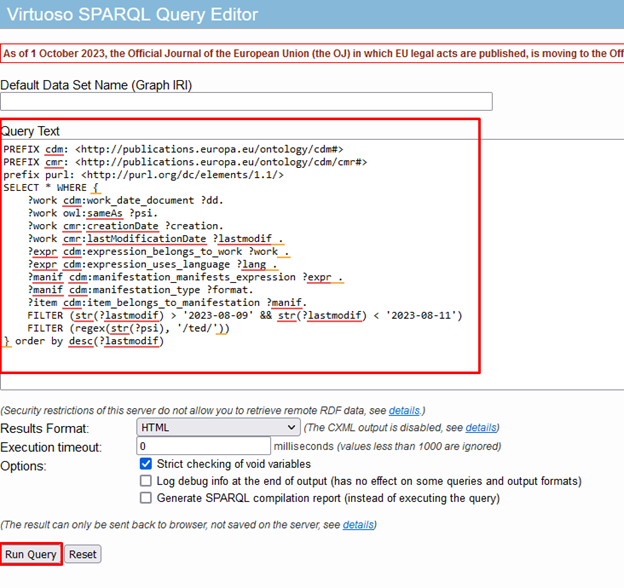 Virtuoso SPARQL Query Editor
As of 1 October 2023, the Official Journal of the European Union (the OJ) in which EU legal acts are published, is moving to the Off
Default Data Set Name (Graph IRI)
Query Text
PREFIX cdm: <http://publications.europa.eu/ontology/cdm#>
PREFIX cmr: <http://publications.europa.eu/ontology/cdm/cmr#>
prefix purl: <http://purl.org/dc/elements/1.1/>
SELECT * WHERE {
?work cdm:work_date_document ?dd.
?work owl:sameAs ?psi.
?work cmr:creationDate ?creation.
?work cmr:lastModificationDate ?lastmodif .
?expr cdm:expression_belongs_to_work ?work .
?expr cdm:expression_uses_language ?lang .
?manif cdm:manifestation_manifests_expression ?expr .
?manif cdm:manifestation_type ?format.
?item cdm:item_belongs_to_manifestation ?manif.
FILTER (str(?lastmodif) > '2023-08-09' && str(?lastmodif) < '2023-08-11')
FILTER (regex(str(?psi), '/ted/'))
} order by desc(?lastmodif)
(Security restrictions of this server do not allow you to retrieve remote RDF data, see details.)
Results Format: HTML (The CXML output is disabled, see details)
Execution timeout: 0 milliseconds (values less than 1000 are ignored)
Options: Strict checking of void variables
Log debug info at the end of output (has no effect on some queries and output formats)
Generate SPARQL compilation report (instead of executing the query)
(The result can only be sent back to browser, not saved on the server, see details)
Run Query Reset